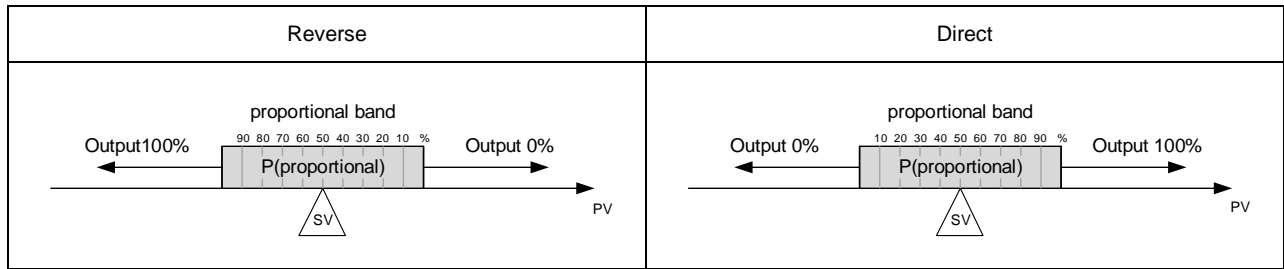 Reverse
Direct
proportional band
90 80 70 60 50 40 30 20 10 %
Output100%
Output 0%
P(proportional)
SV
PV
proportional band
10 20 30 40 50 60 70 80 90 %
Output 0%
Output 100%
P(proportional)
SV
PV